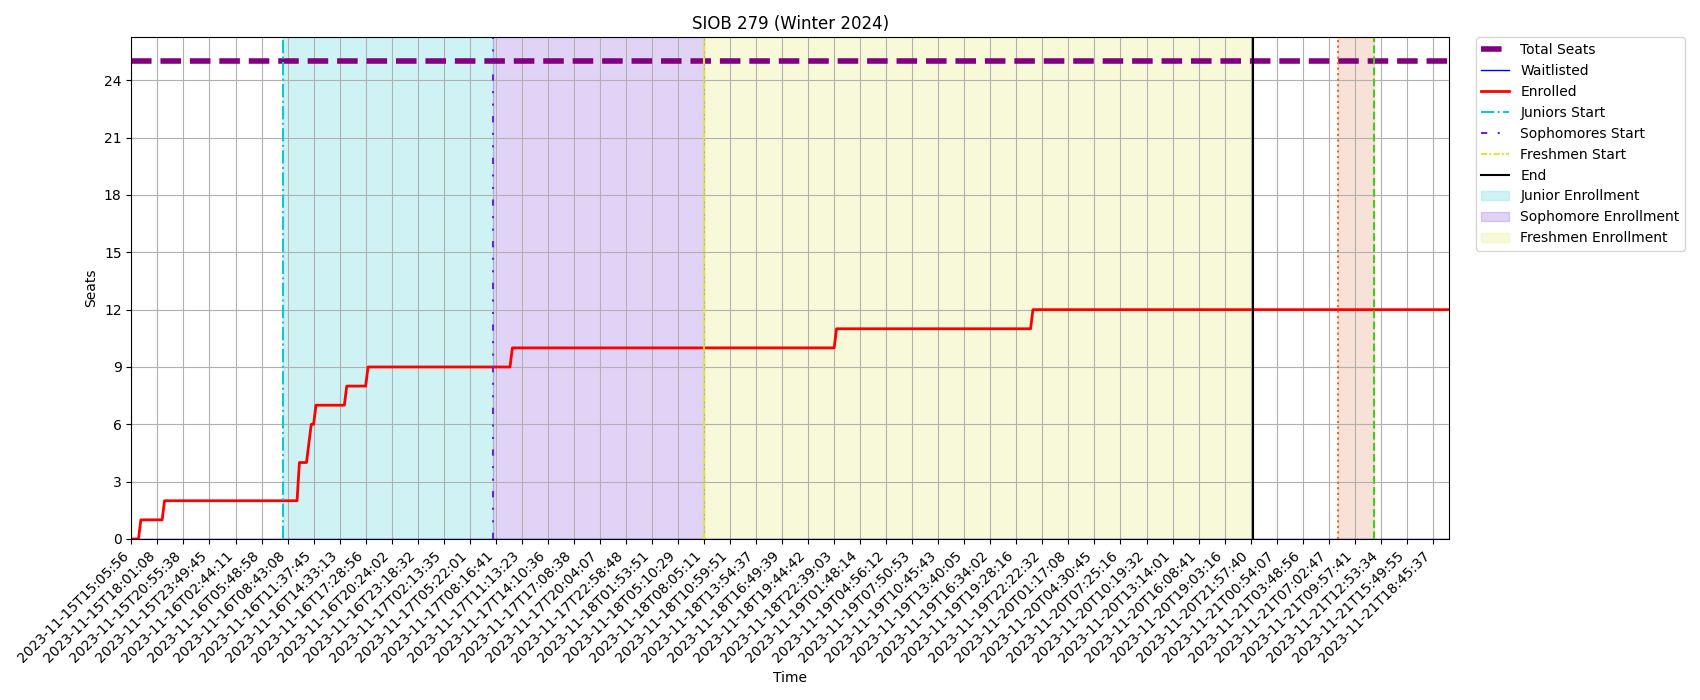 SIOB 279 (Winter 2024)
Total Seats
Waitlisted
Enrolled
Juniors Start
Sophomores Start
Freshmen Start
End
Junior Enrollment
Sophomore Enrollment
Freshmen Enrollment
Seats
24
21
18
15
12
9
6
3
0
2023-11-15T15:05:56
2023-11-15T18:01:08
2023-11-15T20:55:38
2023-11-15T23:49:45
2023-11-16T02:44:11
2023-11-16T05:48:58
2023-11-16T08:43:08
2023-11-16T11:37:45
2023-11-16T14:33:13
2023-11-16T17:28:56
2023-11-16T20:24:02
2023-11-16T23:18:32
2023-11-17T02:13:35
2023-11-17T05:22:01
2023-11-17T08:16:41
2023-11-17T11:13:23
2023-11-17T14:10:36
2023-11-17T17:08:38
2023-11-17T20:04:07
2023-11-17T22:58:48
2023-11-18T01:53:51
2023-11-18T05:10:29
2023-11-18T08:05:11
2023-11-18T10:59:51
2023-11-18T13:54:37
2023-11-18T16:49:39
2023-11-18T19:44:42
2023-11-18T22:39:03
2023-11-19T01:48:14
2023-11-19T04:56:12
2023-11-19T07:50:53
2023-11-19T10:45:43
2023-11-19T13:40:05
2023-11-19T16:34:02
2023-11-19T19:28:16
2023-11-19T22:22:32
2023-11-20T01:17:08
2023-11-20T04:30:45
2023-11-20T07:25:16
2023-11-20T10:19:32
2023-11-20T13:14:01
2023-11-20T16:08:41
2023-11-20T19:03:16
2023-11-20T21:57:40
2023-11-21T00:54:07
2023-11-21T03:48:56
2023-11-21T07:02:47
2023-11-21T09:57:41
2023-11-21T12:53:34
2023-11-21T15:49:55
2023-11-21T18:45:37
Time